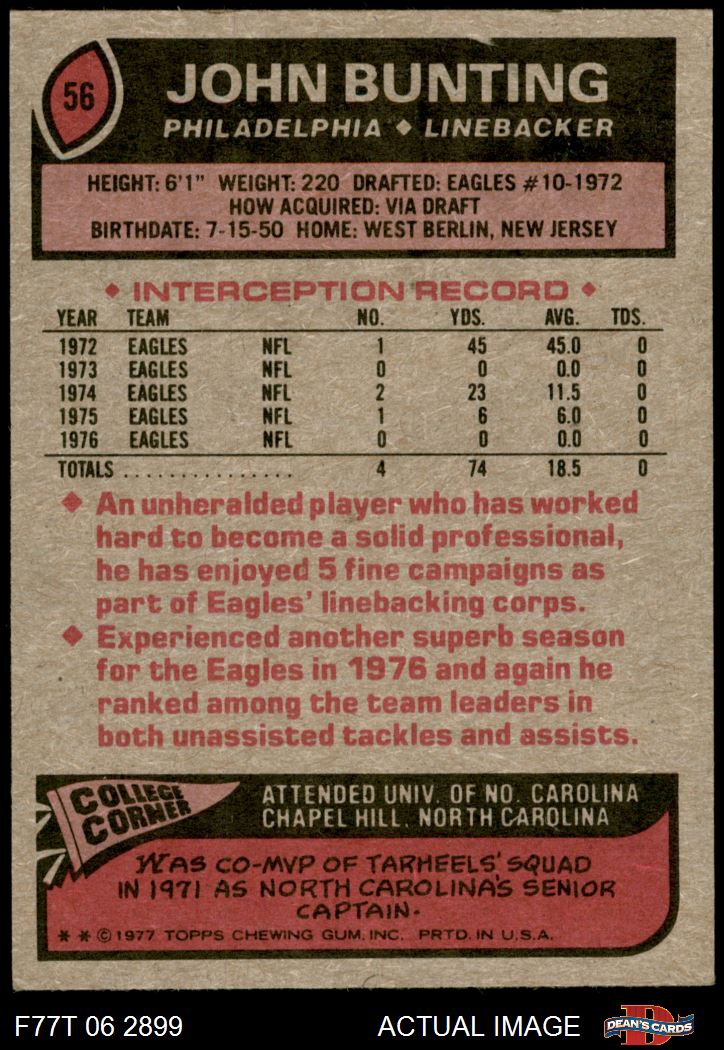 56
JOHN BUNTING
PHILADELPHIA ◆ LINEBACKER
HEIGHT: 6'1" WEIGHT: 220 DRAFTED: EAGLES #10-1972
HOW ACQUIRED: VIA DRAFT
BIRTHDATE: 7-15-50 HOME: WEST BERLIN, NEW JERSEY
◆ INTERCEPTION RECORD ◆
YEAR TEAM NO. YDS. AVG. TDS.
1972 EAGLES NFL 1 45 45.0 0
1973 EAGLES NFL 0 0 0.0 0
1974 EAGLES NFL 2 23 11.5 0
1975 EAGLES NFL 1 6 6.0 0
1976 EAGLES NFL 0 0 0.0 0
TOTALS ................ 4 74 18.5 0
◆ An unheralded player who has worked
hard to become a solid professional,
he has enjoyed 5 fine campaigns as
part of Eagles' linebacking corps.
◆ Experienced another superb season
for the Eagles in 1976 and again he
ranked among the team leaders in
both unassisted tackles and assists.
COLLEGE
CORNER
ATTENDED UNIV. OF NO. CAROLINA
CHAPEL HILL, NORTH CAROLINA
WAS CO-MVP OF TARHEELS' SQUAD
IN 1971 AS NORTH CAROLINA'S SENIOR
CAPTAIN.
* * © 1977 TOPPS CHEWING GUM, INC. PRTD. IN U.S.A.
F77T 06 2899 ACTUAL IMAGE
D
DEAN'S CARDS